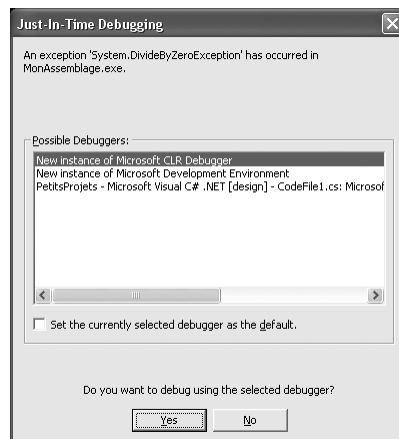 Just-In-Time Debugging
An exception 'System.DivideByZeroException' has occurred in
MonAssemblage.exe.
Possible Debuggers:
New instance of Microsoft CLR Debugger
New instance of Microsoft Development Environment
PetitsProjets - Microsoft Visual C# .NET [design] - CodeFile1.cs: Microsof
Set the currently selected debugger as the default.
Do you want to debug using the selected debugger?
Yes
No